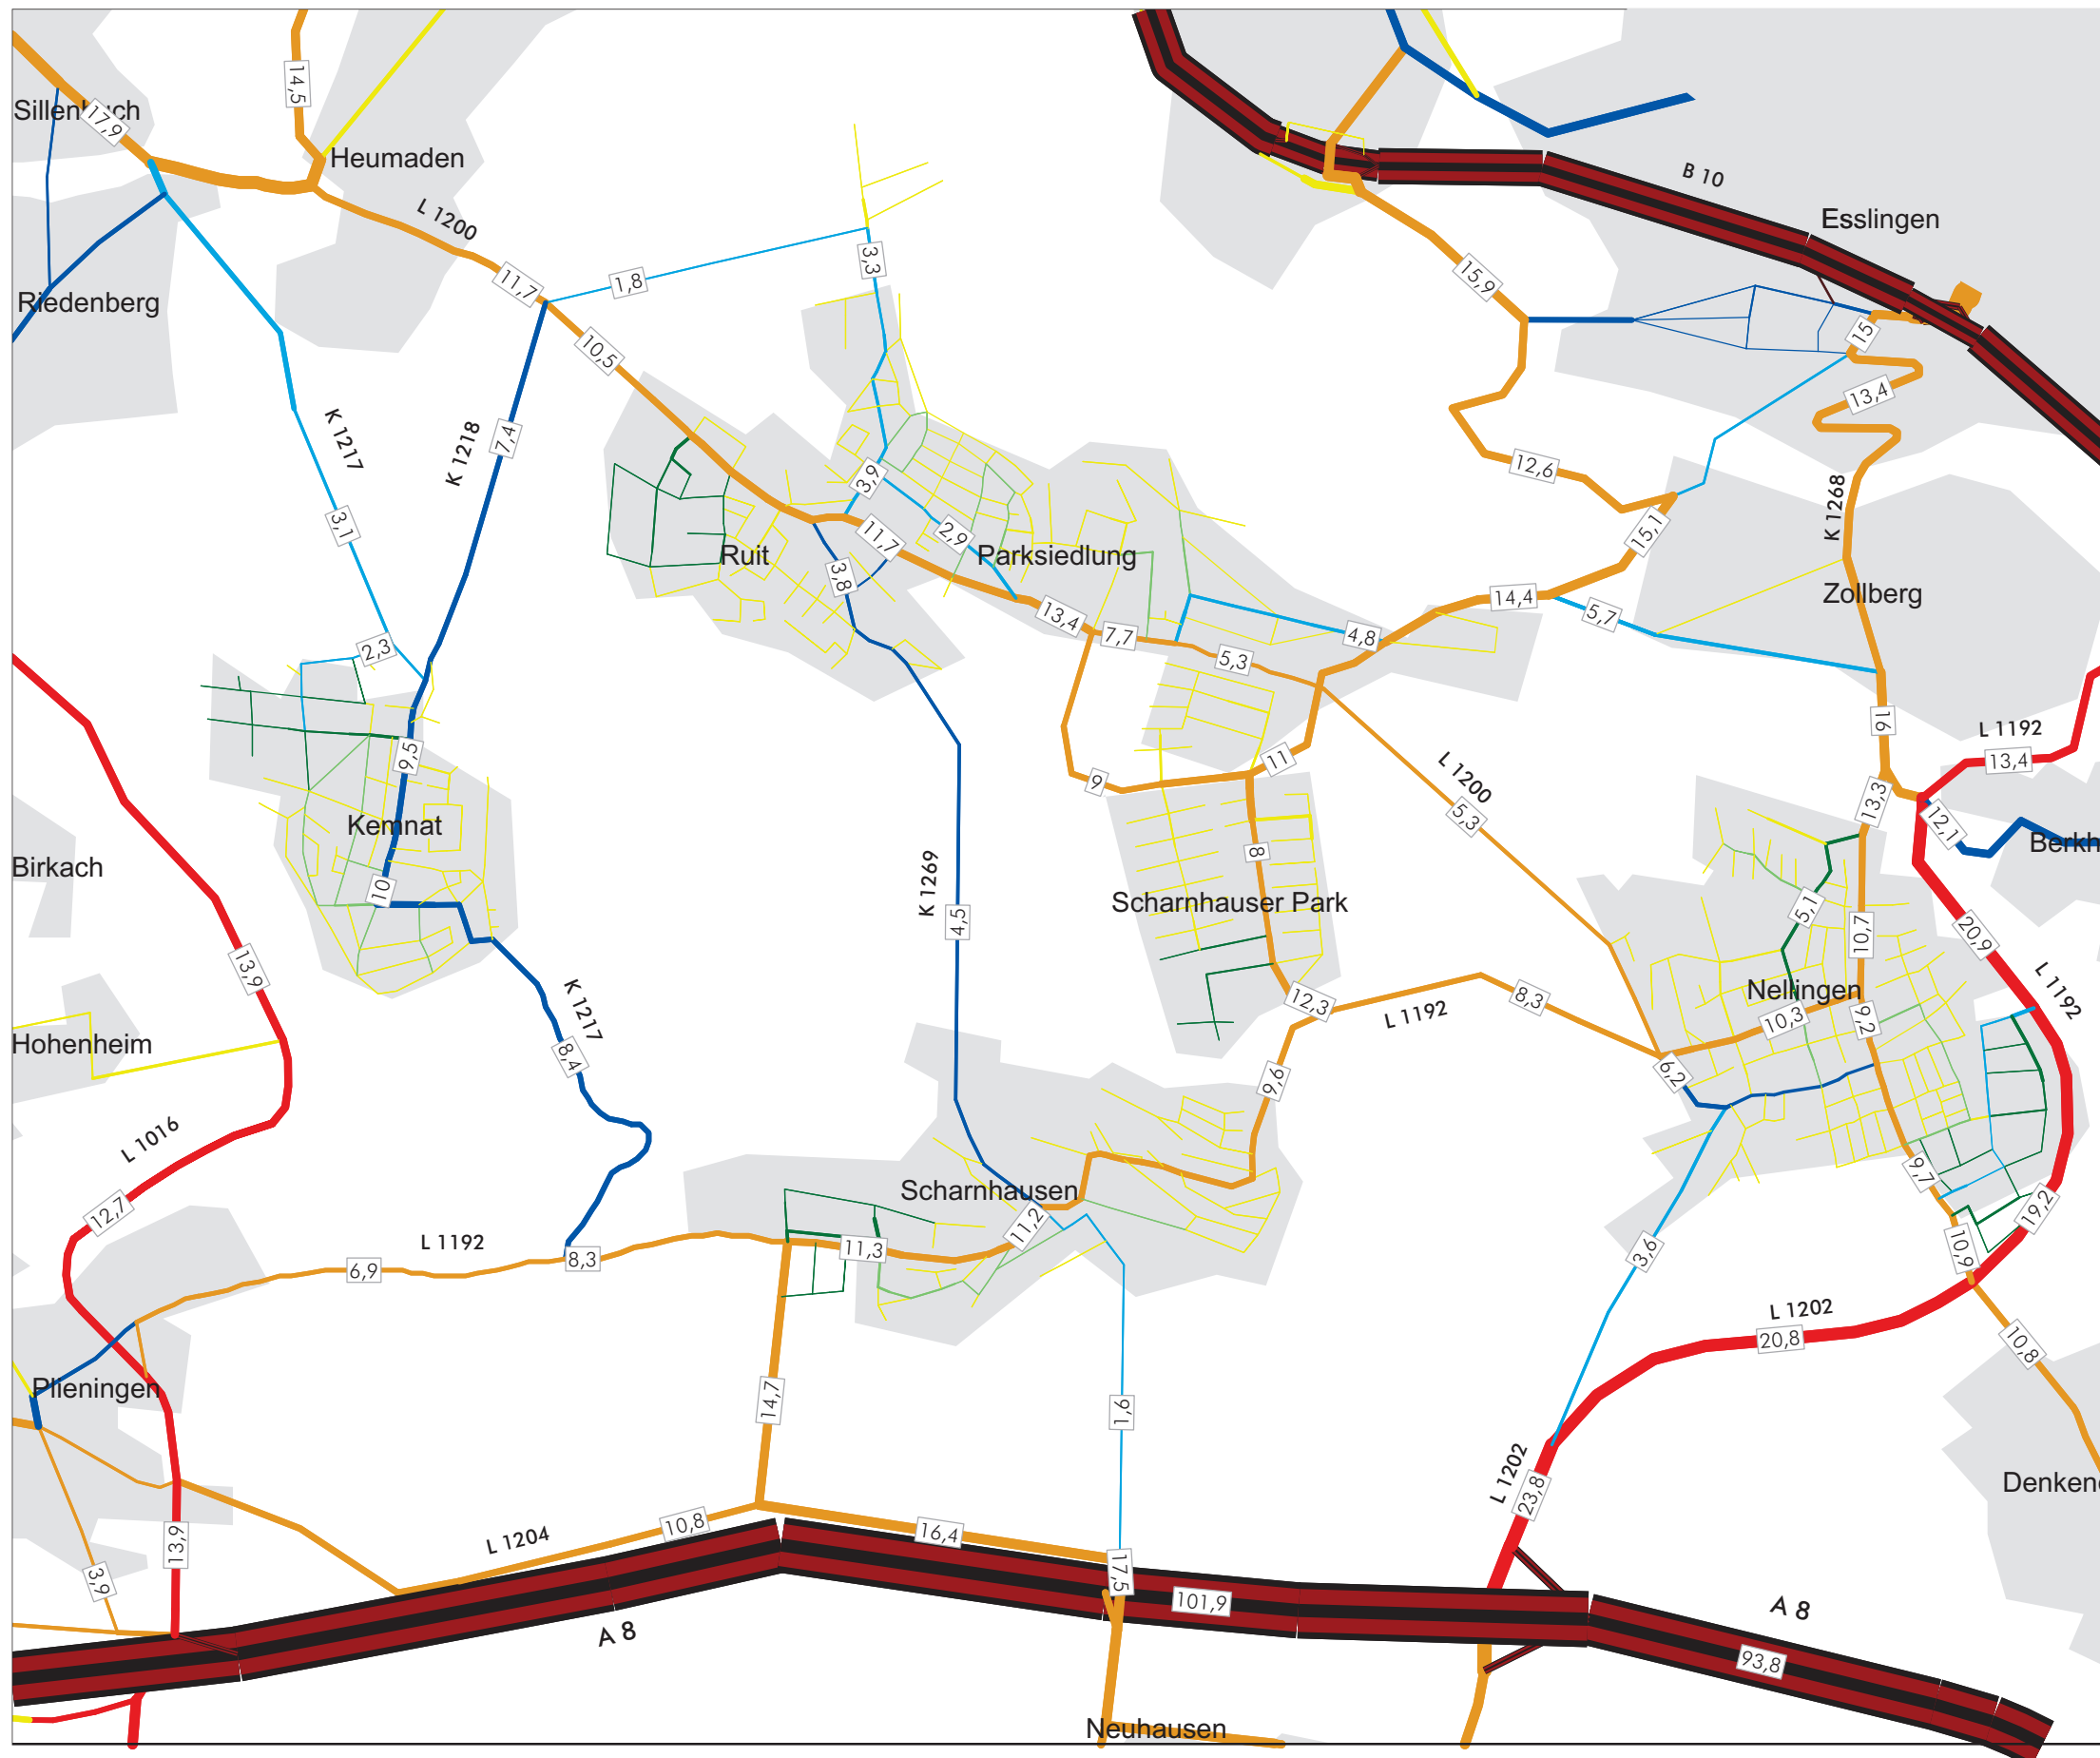 14,5
Sillenbuch
17,9
Heumaden
B 10
L 1200
Esslingen
3,3
1,8
15,9
11,7
Riedenberg
15
10,5
13,4
K 1217
K 1218
7,4
12,6
3,9
K 1268
3,1
15,1
11,7
2,9
Ruit
Parksiedlung
3,8
14,4
Zollberg
13,4
5,7
7,7
4,8
2,3
5,3
16
L 1192
9,5
11
13,4
9
L 1200
13,3
5,3
12,1
Kemnat
Berkh
8
Birkach
K 1269
10
Scharnhauser Park
5,1
4,5
10,7
20,9
13,9
Nellingen
L 1192
12,3
8,3
K 1217
L 1192
10,3
9,2
Hohenheim
8,4
6,2
9,6
L 1016
9,7
Scharnhausen
12,7
11,2
19,2
L 1192
11,3
8,3
3,6
10,9
6,9
L 1202
20,8
10,8
Plieningen
14,7
1,6
L 1202
Denken
23,8
10,8
16,4
L 1204
13,9
17,5
3,9
101,9
A 8
A 8
93,8
Neuhausen